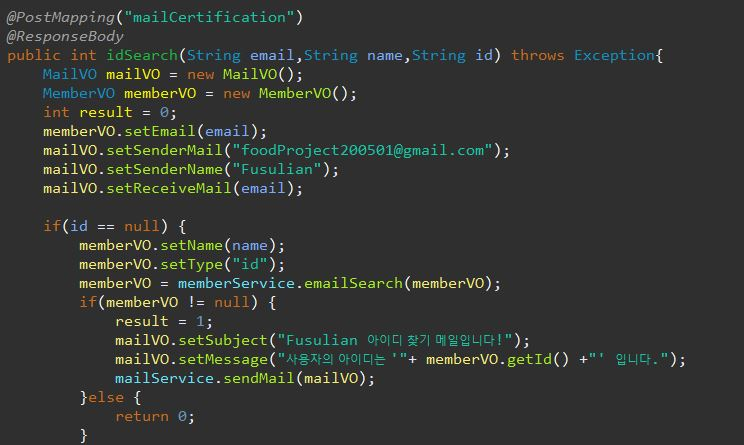 @PostMapping("mailCertification")
@ResponseBody
public int idSearch(String email,String name,String id) throws Exception{
    MailVO mailVO = new MailVO();
    MemberVO memberVO = new MemberVO();
    int result = 0;
    memberVO.setEmail(email);
    mailVO.setSenderMail("foodProject200501@gmail.com");
    mailVO.setSenderName("Fusulian");
    mailVO.setReceiveMail(email);

    if(id == null) {
        memberVO.setName(name);
        memberVO.setType("id");
        memberVO = memberService.emailSearch(memberVO);
        if(memberVO != null) {
            result = 1;
            mailVO.setSubject("Fusulian 아이디 찾기 메일입니다!");
            mailVO.setMessage("사용자의 아이디는 '"+ memberVO.getId() +"' 입니다.");
            mailService.sendMail(mailVO);
        }else {
            return 0;
        }